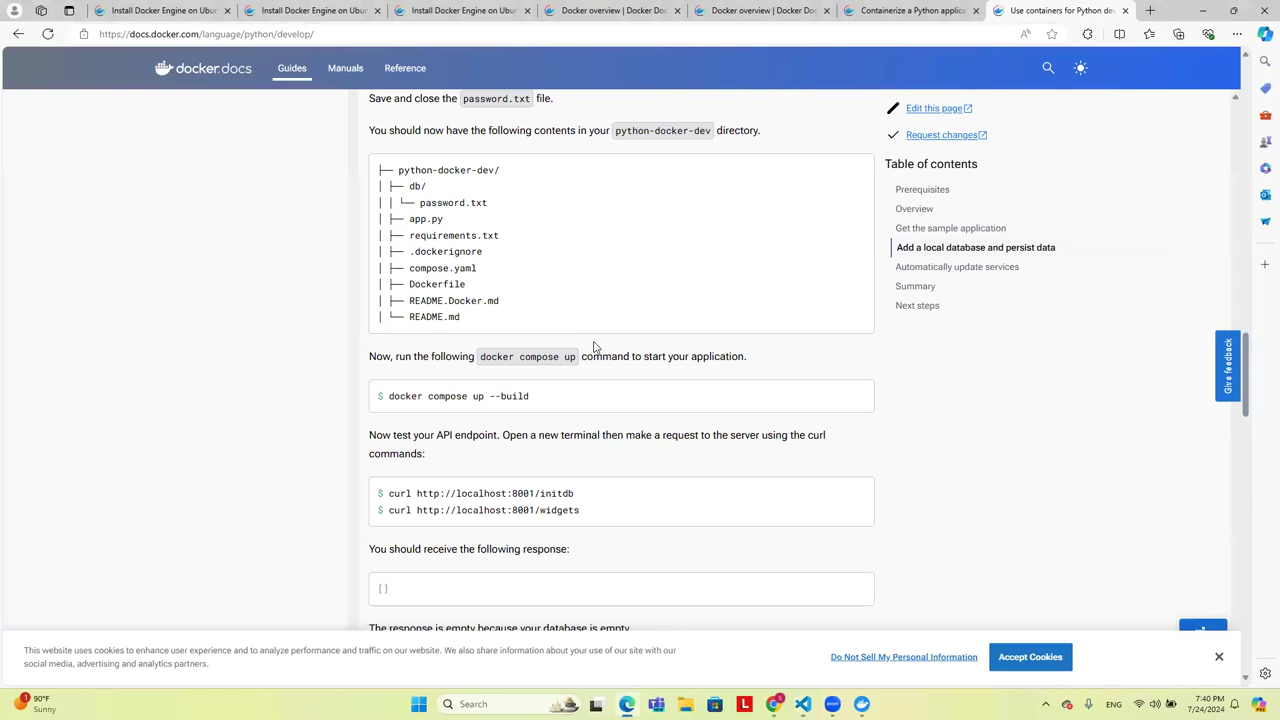 Install Docker Engine on Ubun
Install Docker Engine on Ubun
Install Docker Engine on Ubun
Overview | Docker Doc
Overview | Docker Docs
Containerize a Python applica
Use containers for Python dev
https://docs.docker.com/language/python/develop/
docker.docs
Guides
Manuals
Reference
Save and close the password.txt file.
You should now have the following contents in your python-docker-dev directory.
├── python-docker-dev/
│ ├── db/
│ │ └── password.txt
│ ├── app.py
│ ├── requirements.txt
│ ├── .dockerignore
│ ├── compose.yaml
│ ├── Dockerfile
│ ├── README.Docker.md
│ └── README.md
Now, run the following docker compose up command to start your application.
$ docker compose up --build
Now test your API endpoint. Open a new terminal then make a request to the server using the curl
commands:
$ curl http://localhost:8001/initdb
$ curl http://localhost:8001/widgets
You should receive the following response:
[]
The response is empty because your database is empty.
Edit this page
Request changes
Table of contents
Prerequisites
Overview
Get the sample application
Add a local database and persist data
Automatically update services
Summary
Next steps
Give feedback
This website uses cookies to enhance user experience and to analyze performance and traffic on our website. We also share information about your use of our site with our
social media, advertising and analytics partners.
Do Not Sell My Personal Information
Accept Cookies
1
90°F
Sunny
Search
L
9
ENG
7:40 PM
7/24/2024